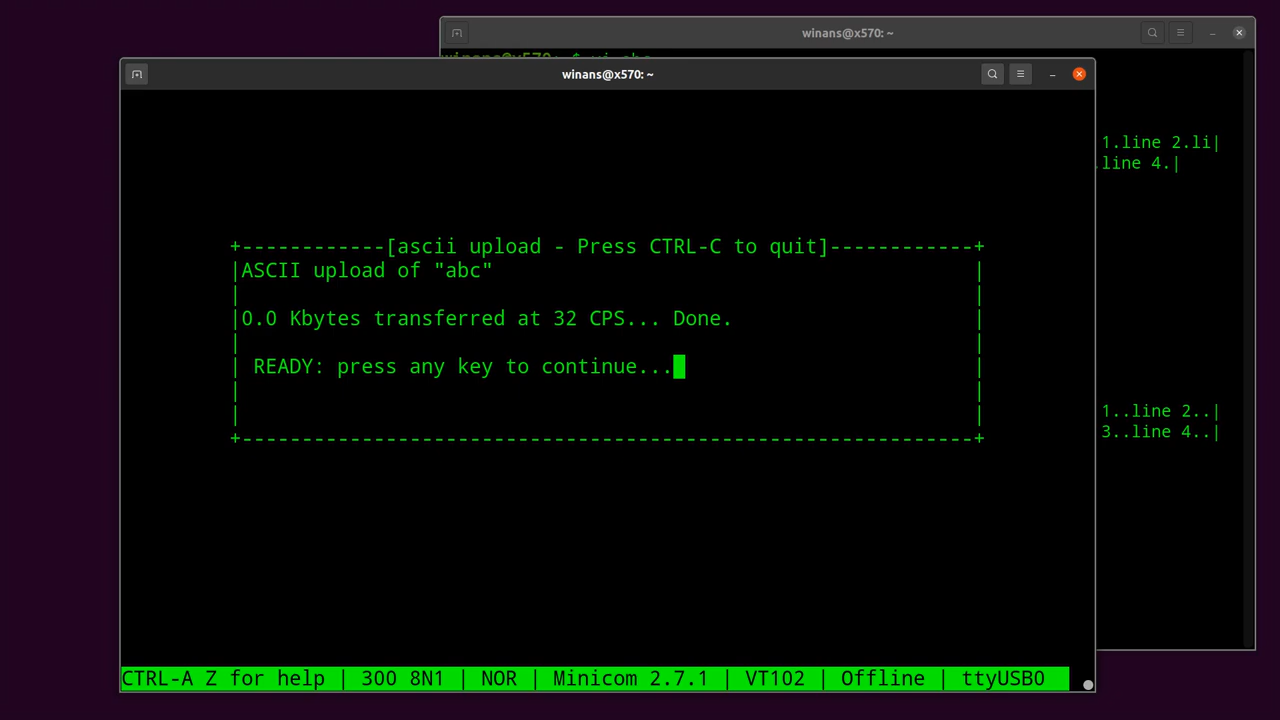 winans@x570: ~
winans@x570: ~
1.line 2.li|
line 4.|
+------------[ascii upload - Press CTRL-C to quit]------------+
|ASCII upload of "abc"
|0.0 Kbytes transferred at 32 CPS... Done.
| READY: press any key to continue...
1..line 2..|
3..line 4..|
CTRL-A Z for help | 300 8N1 | NOR | Minicom 2.7.1 | VT102 | Offline | ttyUSB0